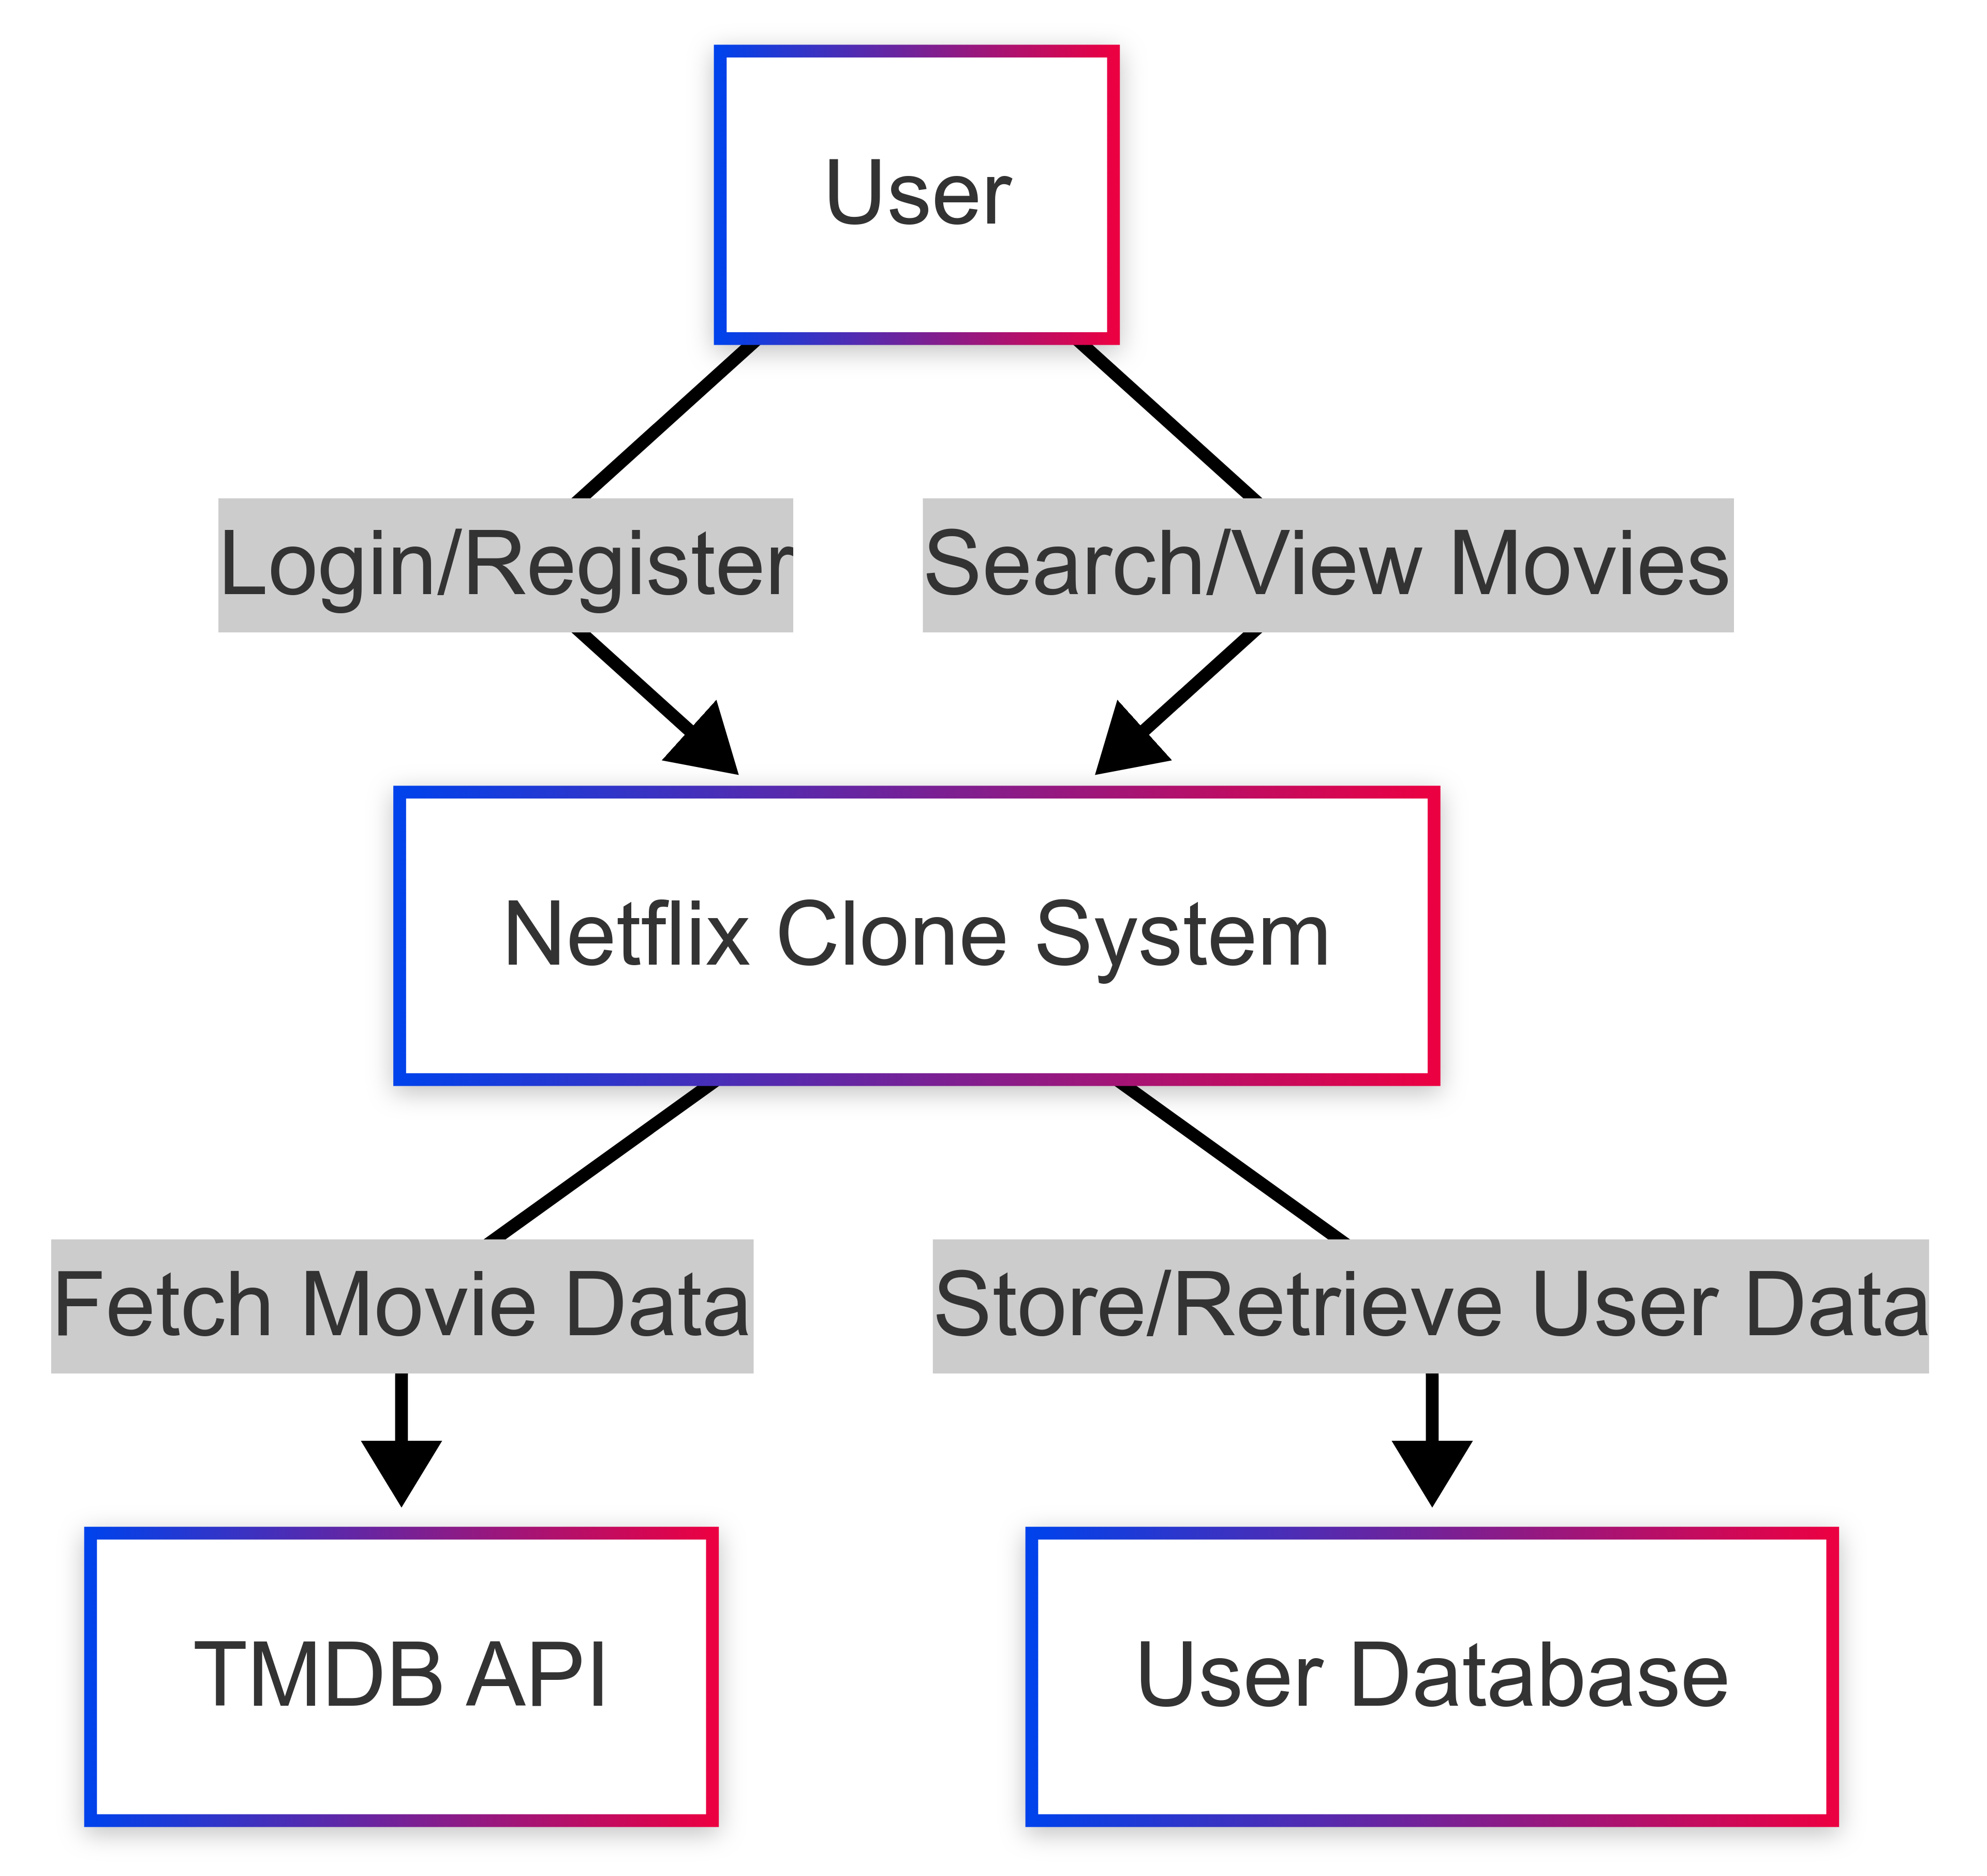 User
Login/Register
Search/View Movies
Netflix Clone System
Fetch Movie Data
Store/Retrieve User Data
TMDB API
User Database